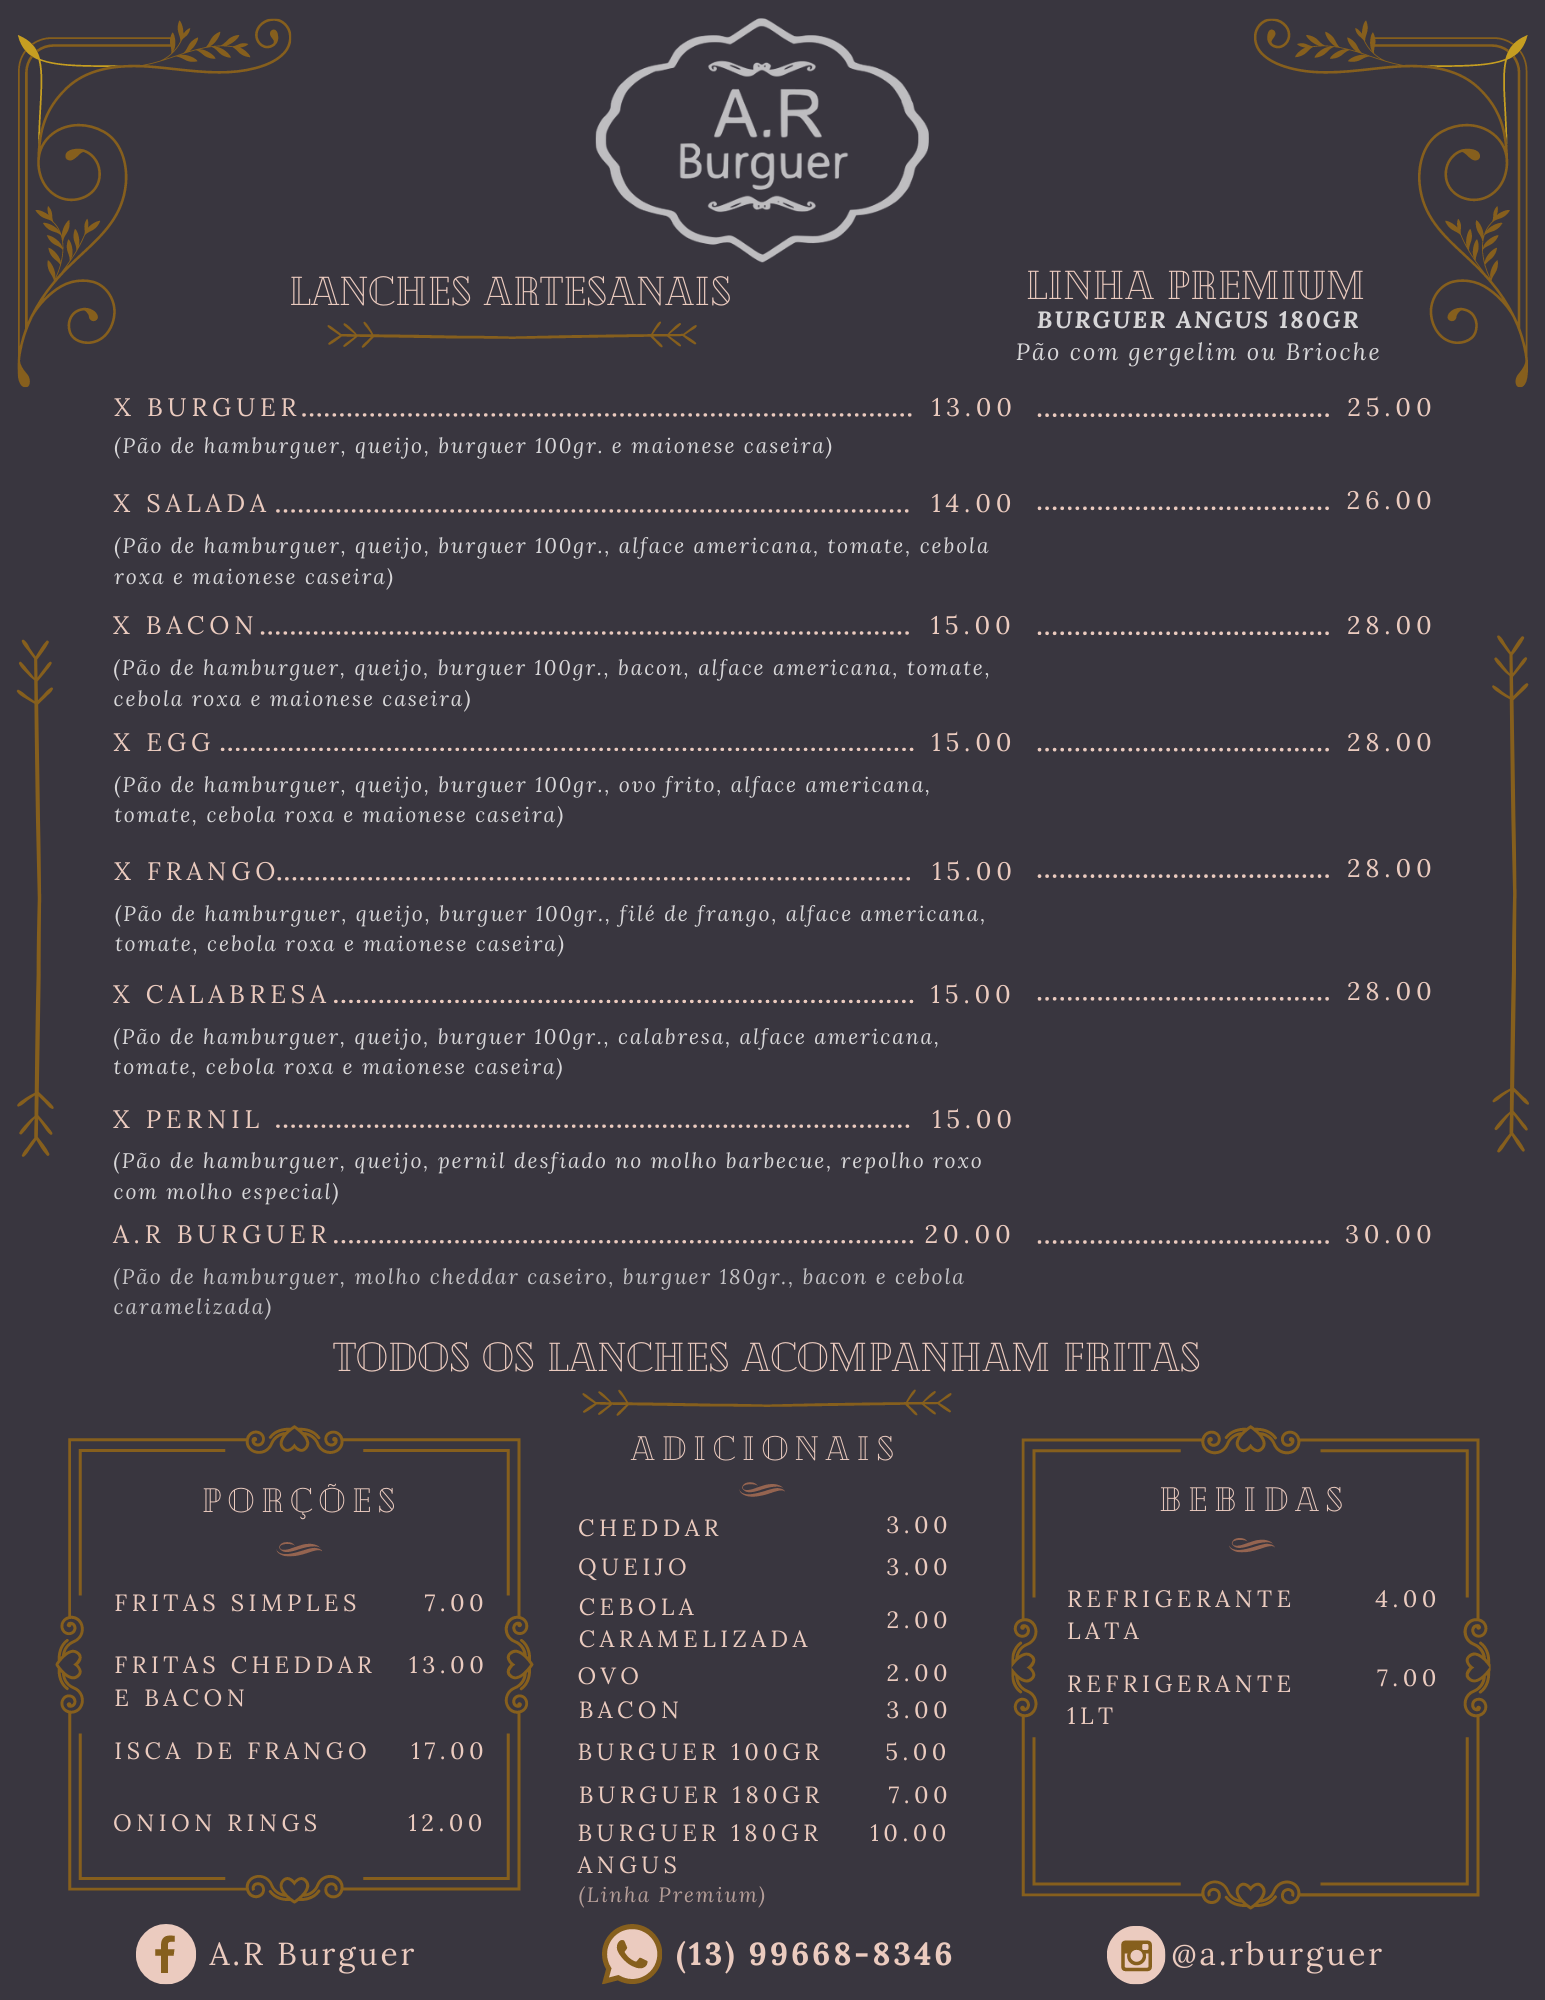 A.R
Burguer
LANCHES ARTESANAIS
LINHA PREMIUM
BURGUER ANGUS 180GR
Pão com gergelim ou Brioche
X BURGUER 13.00 25.00
(Pão de hamburguer, queijo, burguer 100gr. e maionese caseira)
X SALADA 14.00 26.00
(Pão de hamburguer, queijo, burguer 100gr., alface americana, tomate, cebola
roxa e maionese caseira)
X BACON 15.00 28.00
(Pão de hamburguer, queijo, burguer 100gr., bacon, alface americana, tomate,
cebola roxa e maionese caseira)
X EGG 15.00 28.00
(Pão de hamburguer, queijo, burguer 100gr., ovo frito, alface americana,
tomate, cebola roxa e maionese caseira)
X FRANGO 15.00 28.00
(Pão de hamburguer, queijo, burguer 100gr., filé de frango, alface americana,
tomate, cebola roxa e maionese caseira)
X CALABRESA 15.00 28.00
(Pão de hamburguer, queijo, burguer 100gr., calabresa, alface americana,
tomate, cebola roxa e maionese caseira)
X PERNIL 15.00
(Pão de hamburguer, queijo, pernil desfiado no molho barbecue, repolho roxo
com molho especial)
A.R BURGUER 20.00 30.00
(Pão de hamburguer, molho cheddar caseiro, burguer 180gr., bacon e cebola
caramelizada)
TODOS OS LANCHES ACOMPANHAM FRITAS
PORÇÕES
FRITAS SIMPLES 7.00
FRITAS CHEDDAR 13.00
E BACON
ISCA DE FRANGO 17.00
ONION RINGS 12.00
ADICIONAIS
CHEDDAR 3.00
QUEIJO 3.00
CEBOLA
CARAMELIZADA 2.00
OVO 2.00
BACON 3.00
BURGUER 100GR 5.00
BURGUER 180GR 7.00
BURGUER 180GR 10.00
ANGUS
(Linha Premium)
BEBIDAS
REFRIGERANTE 4.00
LATA
REFRIGERANTE 7.00
1LT
A.R Burguer
(13) 99668-8346
@a.rburguer